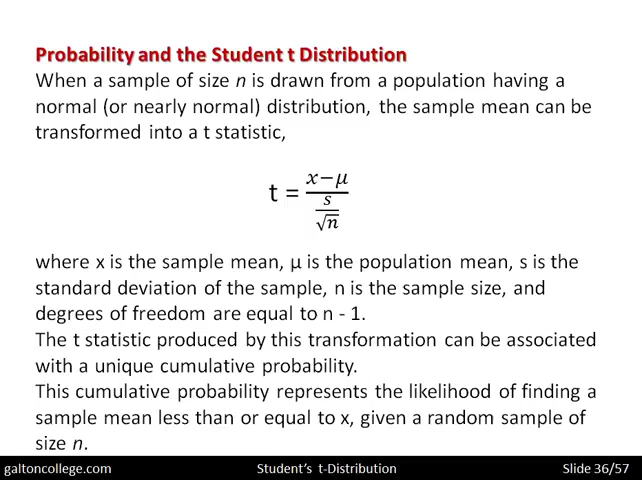 Probability and the Student t Distribution
When a sample of size n is drawn from a population having a
normal (or nearly normal) distribution, the sample mean can be
transformed into a t statistic,
t = \frac{x-μ}{\frac{s}{\sqrt{n}}}
where x is the sample mean, μ is the population mean, s is the
standard deviation of the sample, n is the sample size, and
degrees of freedom are equal to n - 1.
The t statistic produced by this transformation can be associated
with a unique cumulative probability.
This cumulative probability represents the likelihood of finding a
sample mean less than or equal to x, given a random sample of
size n.
galtoncollege.com Student's t-Distribution Slide 36/57